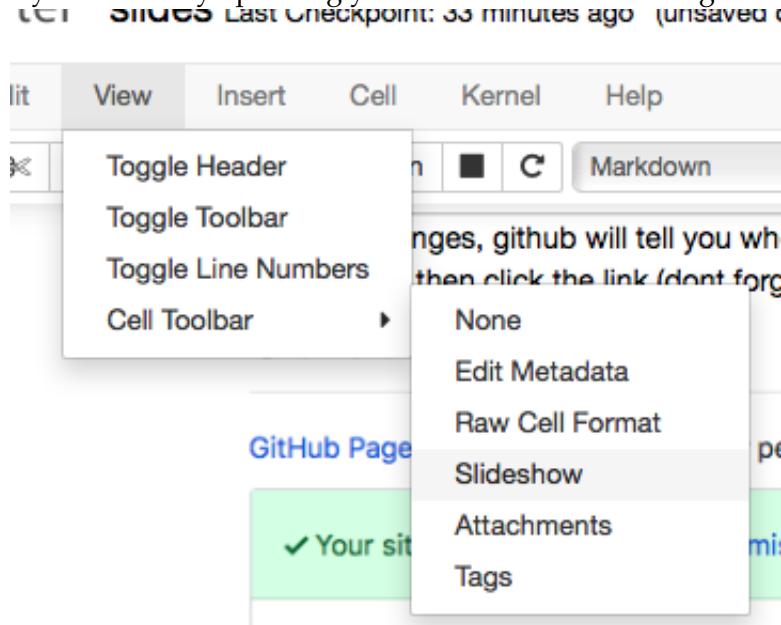 Slides Last Checkpoint: 33 minutes ago (unsaved
View Insert Cell Kernel Help
Toggle Header
Markdown
Toggle Toolbar
nges, github will tell you
Toggle Line Numbers
then click the link (dont
Cell Toolbar
None
Edit Metadata
Raw Cell Format
GitHub Page
Slideshow
✓ Your sit
Attachments
Tags